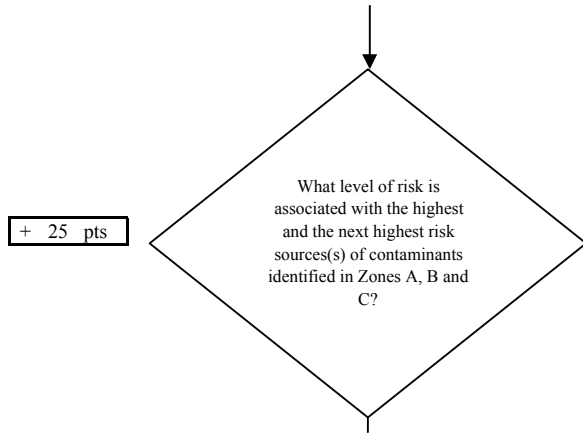 What level of risk is
associated with the highest
and the next highest risk
sources(s) of contaminants
identified in Zones A, B and
C?
+ 25 pts